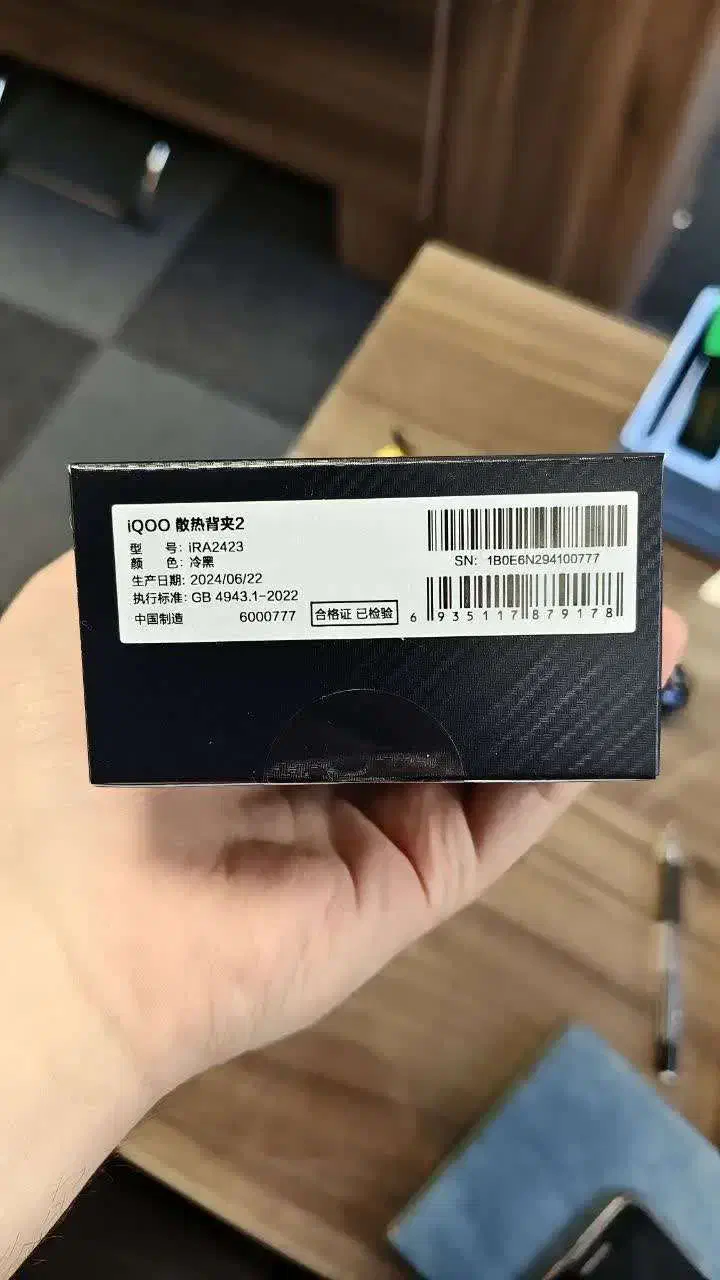 iQOO 散热背夹2
型 号: iRA2423
颜 色: 冷黑
生产日期: 2024/06/22
执行标准: GB 4943.1-2022
中国制造 6000777 合格证 已检验
SN: 1B0E6N294100777
6 935117 879178